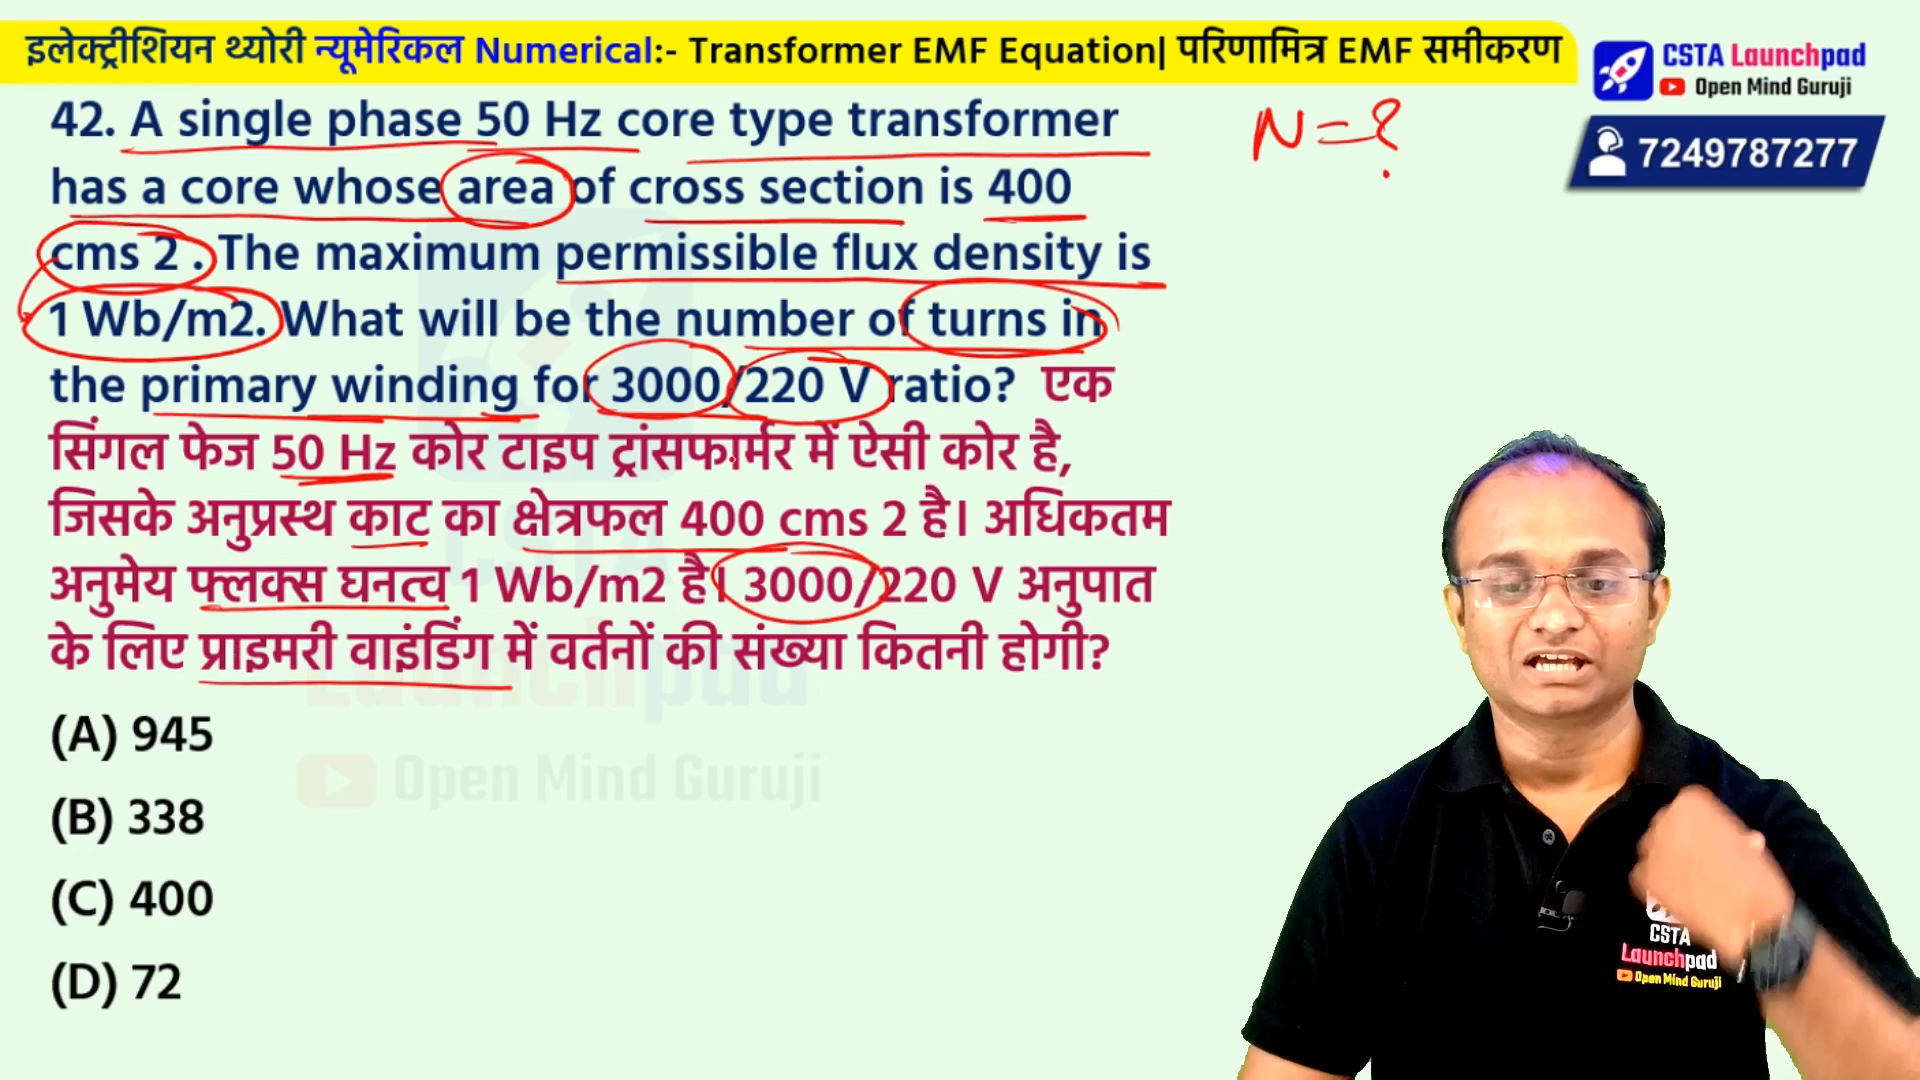 इलेक्ट्रीशियन थ्योरी न्यूमेरिकल Numerical:- Transformer EMF Equation| परिणामित्र EMF समीकरण
CSTA Launchpad
Open Mind Guruji
7249787277
N=?
42. A single phase 50 Hz core type transformer
has a core whose area of cross section is 400
cms 2 . The maximum permissible flux density is
1 Wb/m2. What will be the number of turns in
the primary winding for 3000/220 V ratio? एक
सिंगल फेज 50 Hz कोर टाइप ट्रांसफार्मर में ऐसी कोर है,
जिसके अनुप्रस्थ काट का क्षेत्रफल 400 cms 2 है। अधिकतम
अनुमेय फ्लक्स घनत्व 1 Wb/m2 है। 3000/220 V अनुपात
के लिए प्राइमरी वाइंडिंग में वर्तनों की संख्या कितनी होगी?
(A) 945
(B) 338
(C) 400
(D) 72
CSTA
Launchpad
Open Mind Guruji
CSTA
Launchpad
Open Mind Guruji